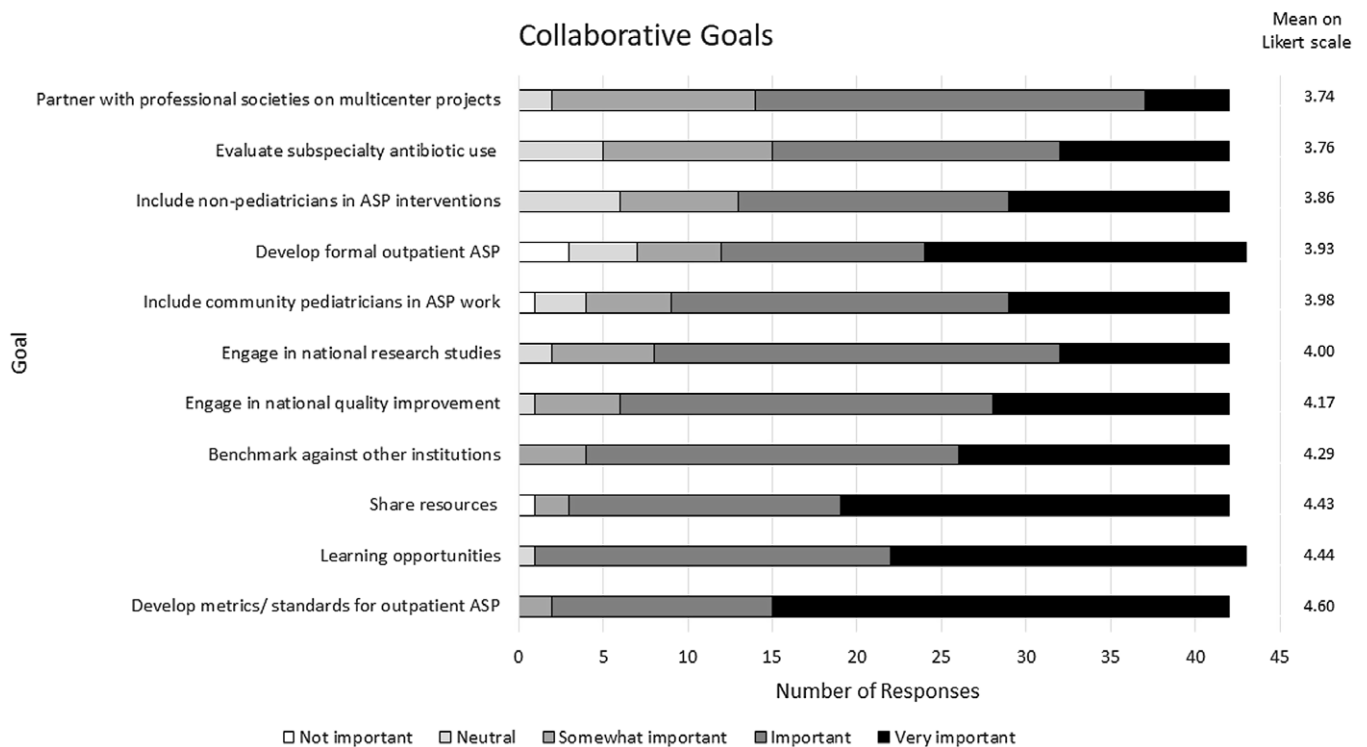 Collaborative Goals
Mean on
Likert scale
Partner with professional societies on multicenter projects 3.74
Evaluate subspecialty antibiotic use 3.76
Include non-pediatricians in ASP interventions 3.86
Develop formal outpatient ASP 3.93
Include community pediatricians in ASP work 3.98
Engage in national research studies 4.00
Engage in national quality improvement 4.17
Benchmark against other institutions 4.29
Share resources 4.43
Learning opportunities 4.44
Develop metrics/ standards for outpatient ASP 4.60
Goal
0 5 10 15 20 25 30 35 40 45
Number of Responses
Not important Neutral Somewhat important Important Very important